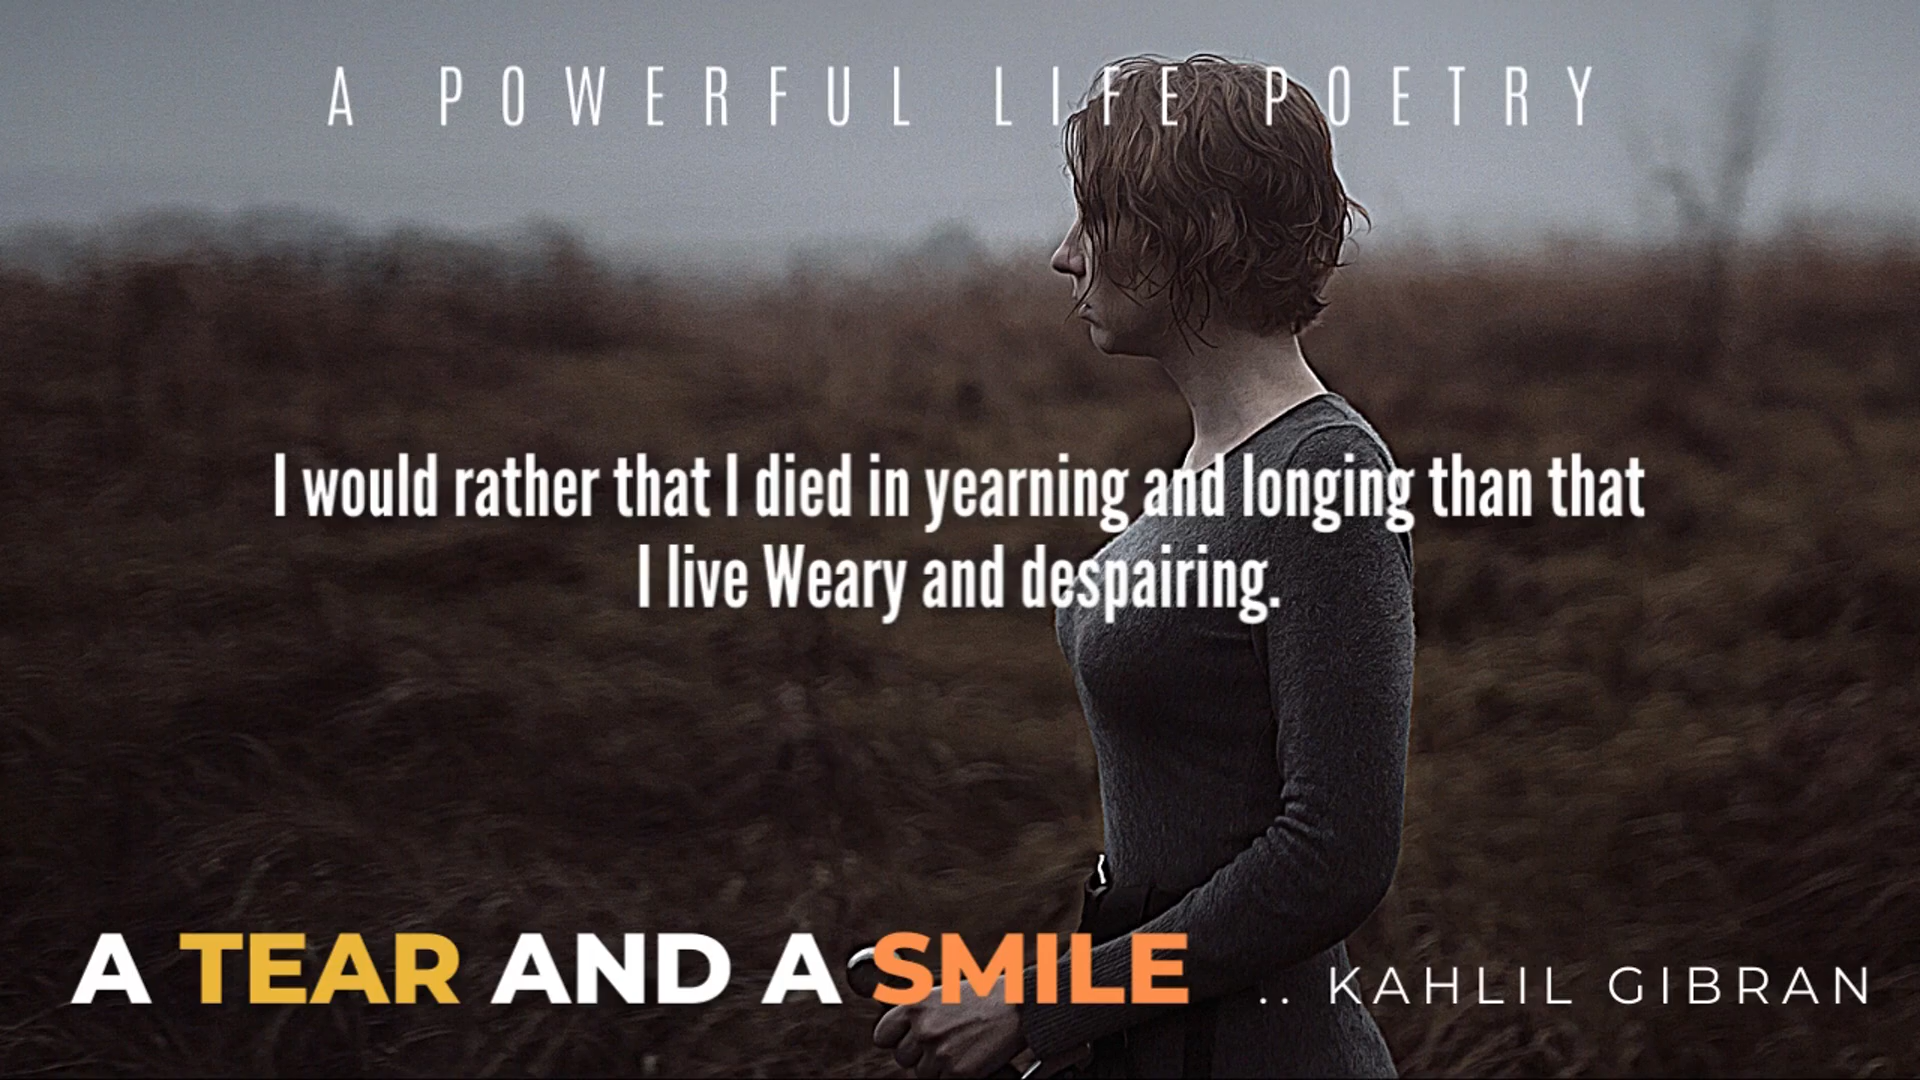 A POWERFUL LIFE POETRY
I would rather that I died in yearning and longing than that
I live Weary and despairing.
A TEAR AND A SMILE .. KAHLIL GIBRAN